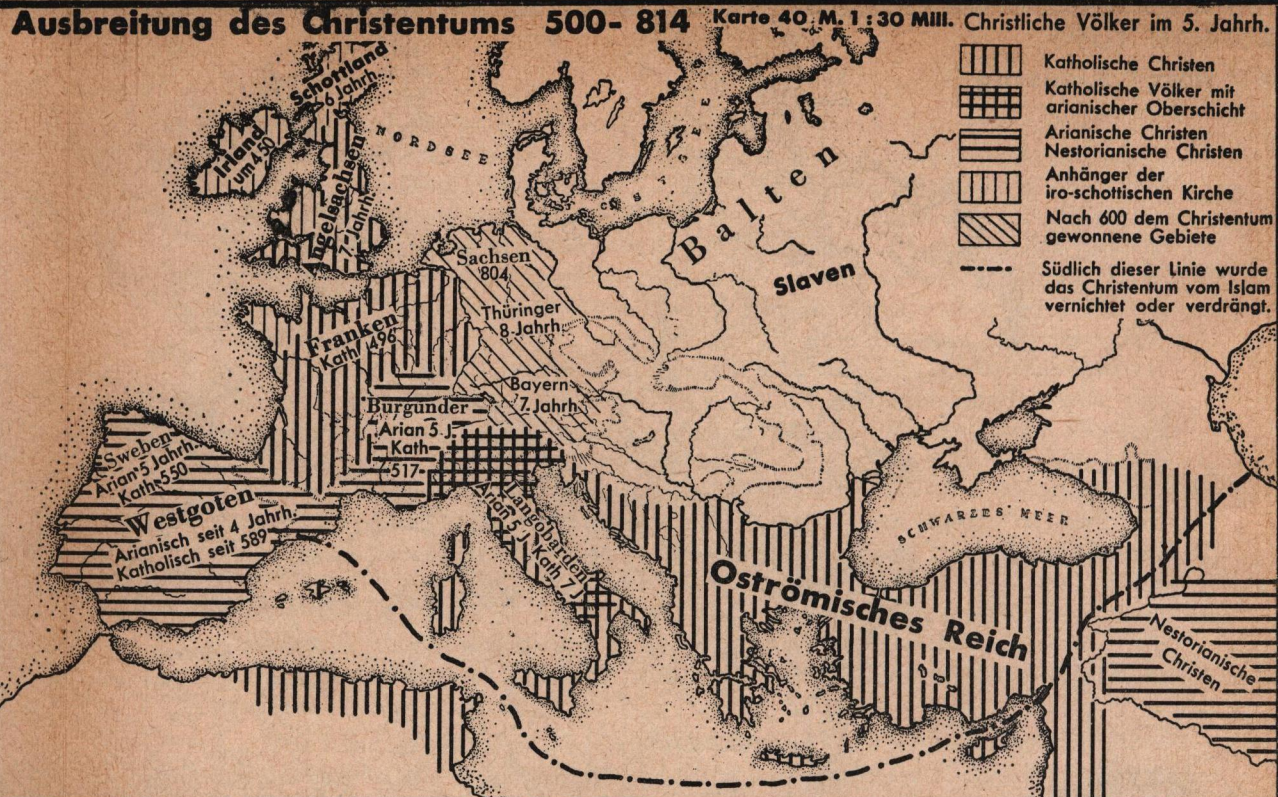 Ausbreitung des Christentums 500-814 Karte 40 M. 1:30 Mill.
Christliche Völker im 5. Jahrh.
Katholische Christen
Katholische Völker mit
arianischer Oberschicht
Arianische Christen
Nestorianische Christen
Anhänger der
iro-schottischen Kirche
Nach 600 dem Christentum
gewonnene Gebiete
Südlich dieser Linie wurde
das Christentum vom Islam
vernichtet oder verdrängt.
Schottland
6 Jahrh.
Irland
um 450
Angelsachsen
7. Jahrh.
NORDSEE
OSTSEE
Balten
Slaven
Sachsen
804
Thüringer
8. Jahrh.
Franken
Kath. 496
Bayern
7. Jahrh.
Burgunder
Arian 5 J.
Kath
517
Sweben
Arian 5 Jahrh.
Kath. 550
Westgoten
Arianisch seit 4 Jahrh.
Katholisch seit 589
Langobarden
Arian 5 J. Kath 7 J
SCHWARZES MEER
Oströmisches Reich
Nestorianische
Christen